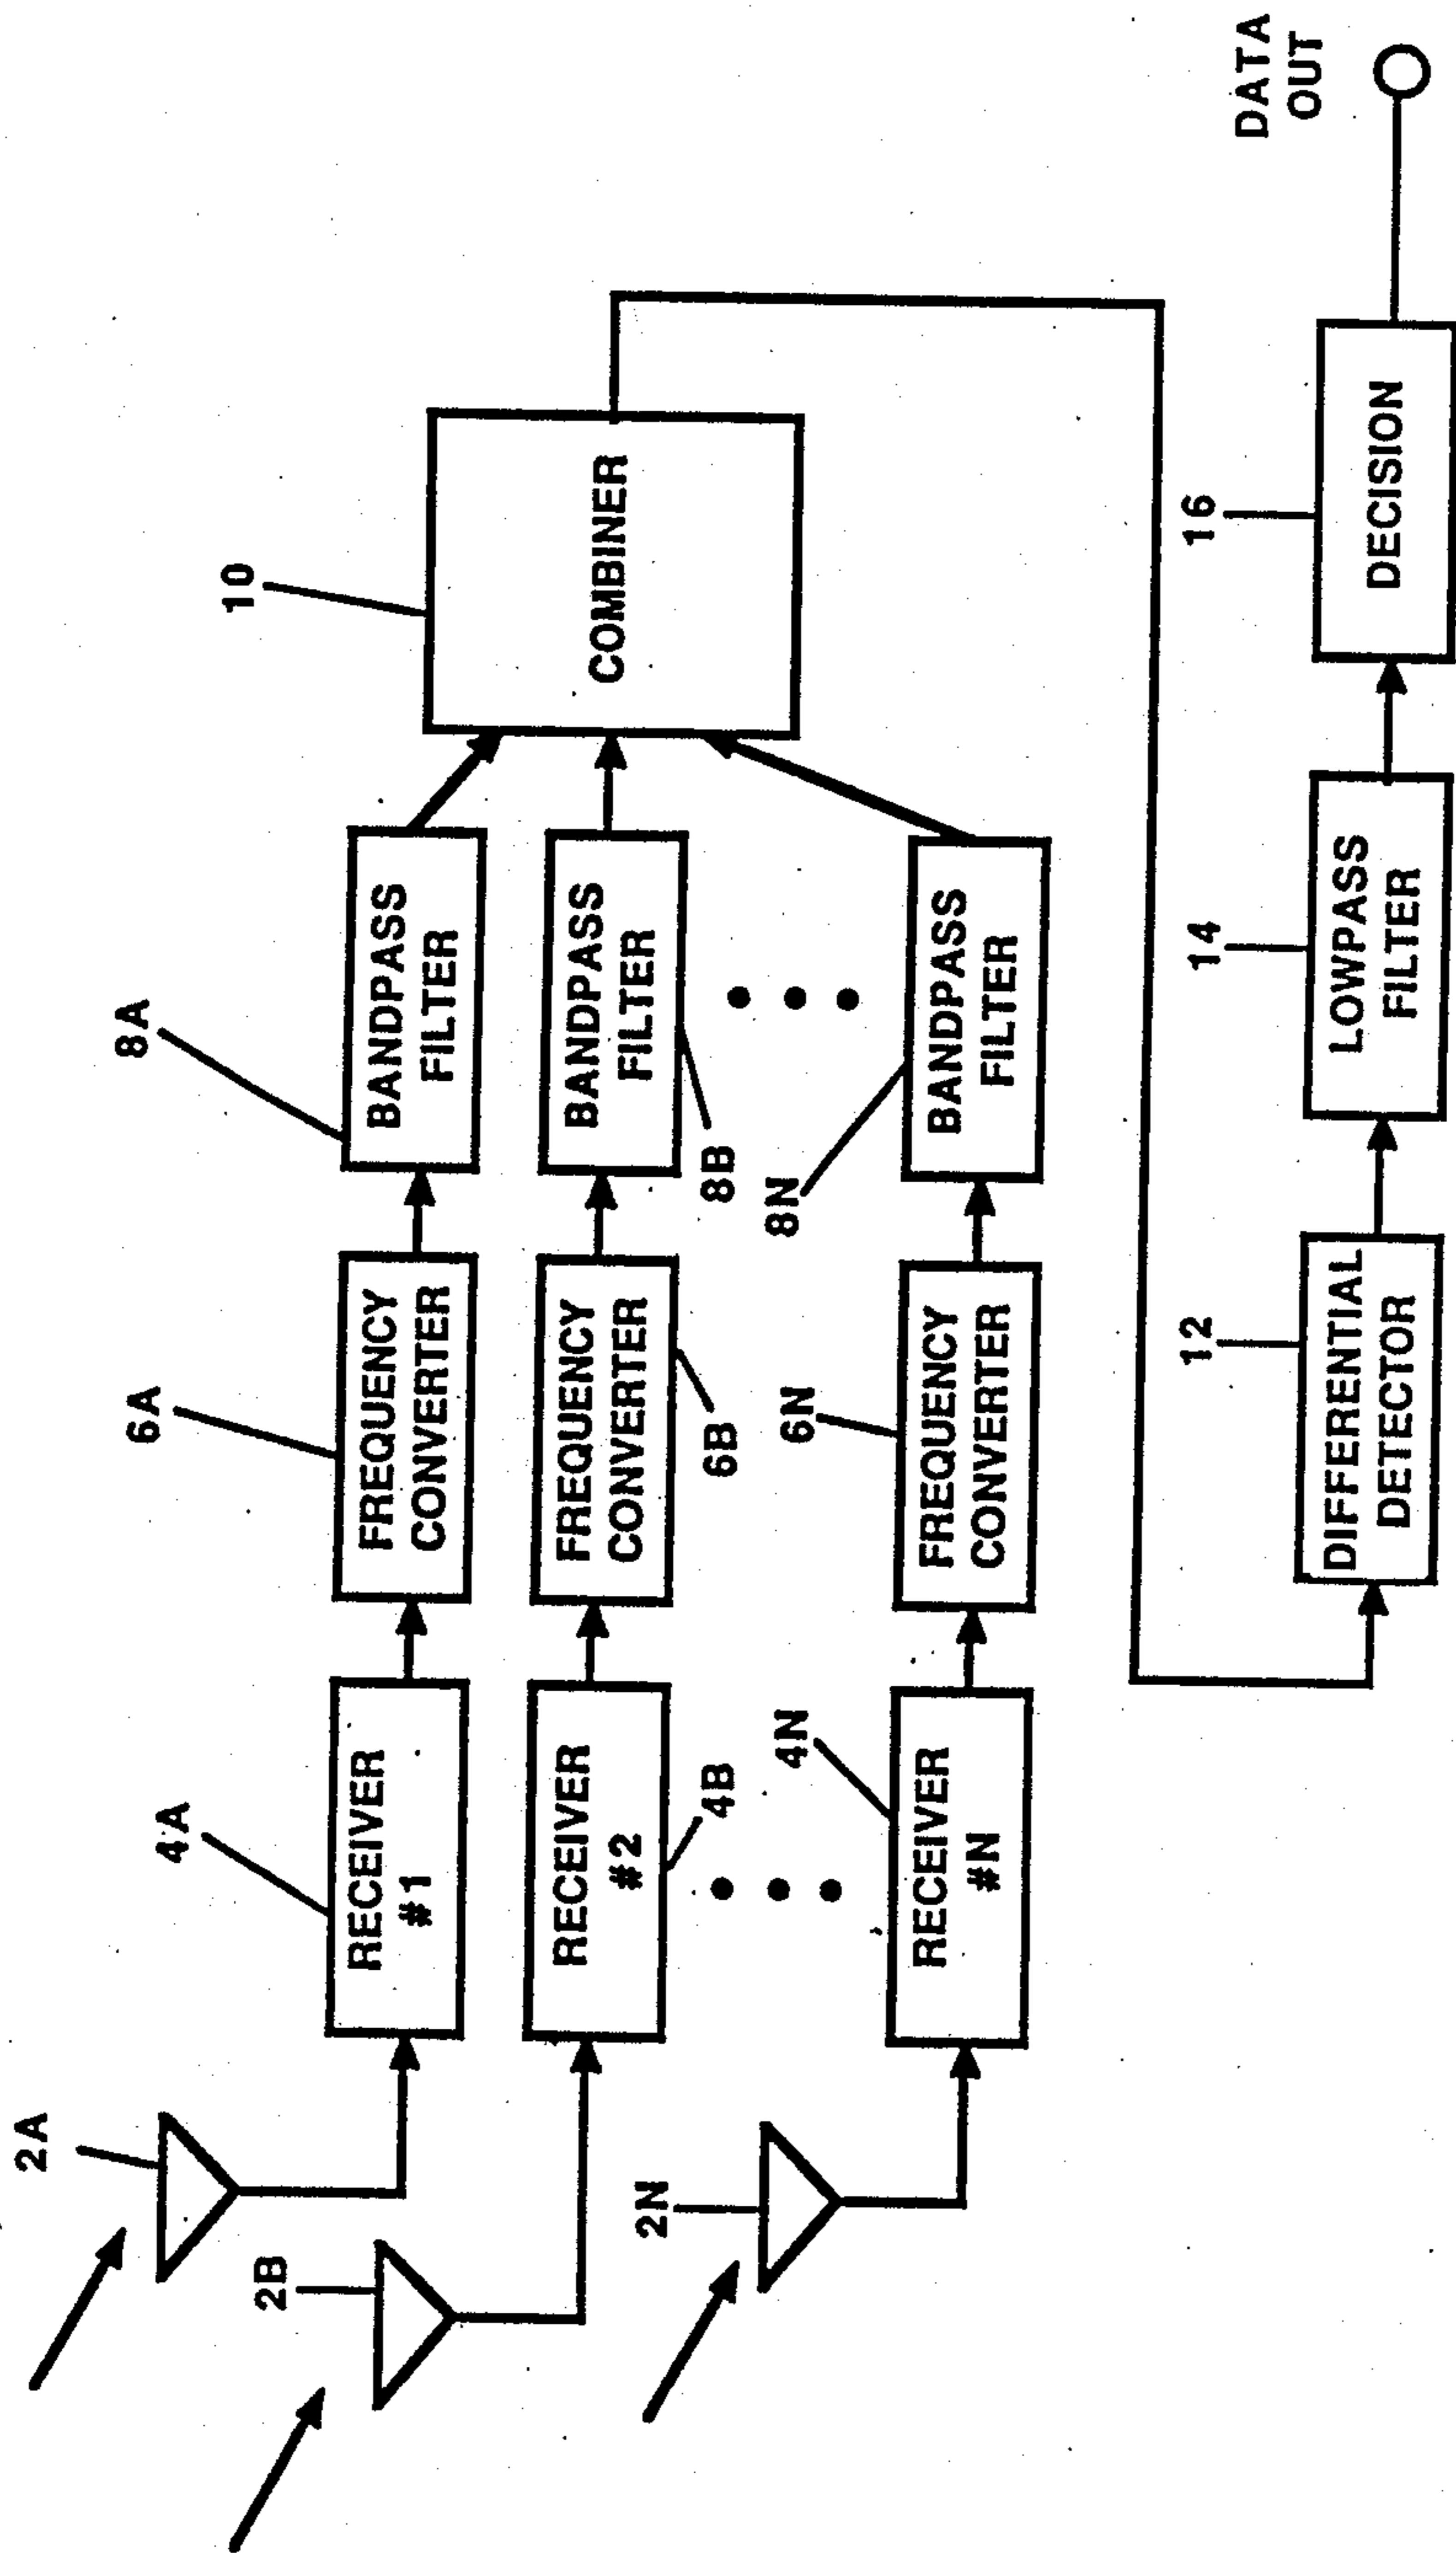 2A
4A
RECEIVER
#1
6A
FREQUENCY
CONVERTER
8A
BANDPASS
FILTER
10
COMBINER
2B
RECEIVER
#2
4B
FREQUENCY
CONVERTER
6B
BANDPASS
FILTER
8B
2N
4N
RECEIVER
#N
6N
FREQUENCY
CONVERTER
8N
BANDPASS
FILTER
12
DIFFERENTIAL
DETECTOR
14
LOWPASS
FILTER
16
DECISION
DATA
OUT